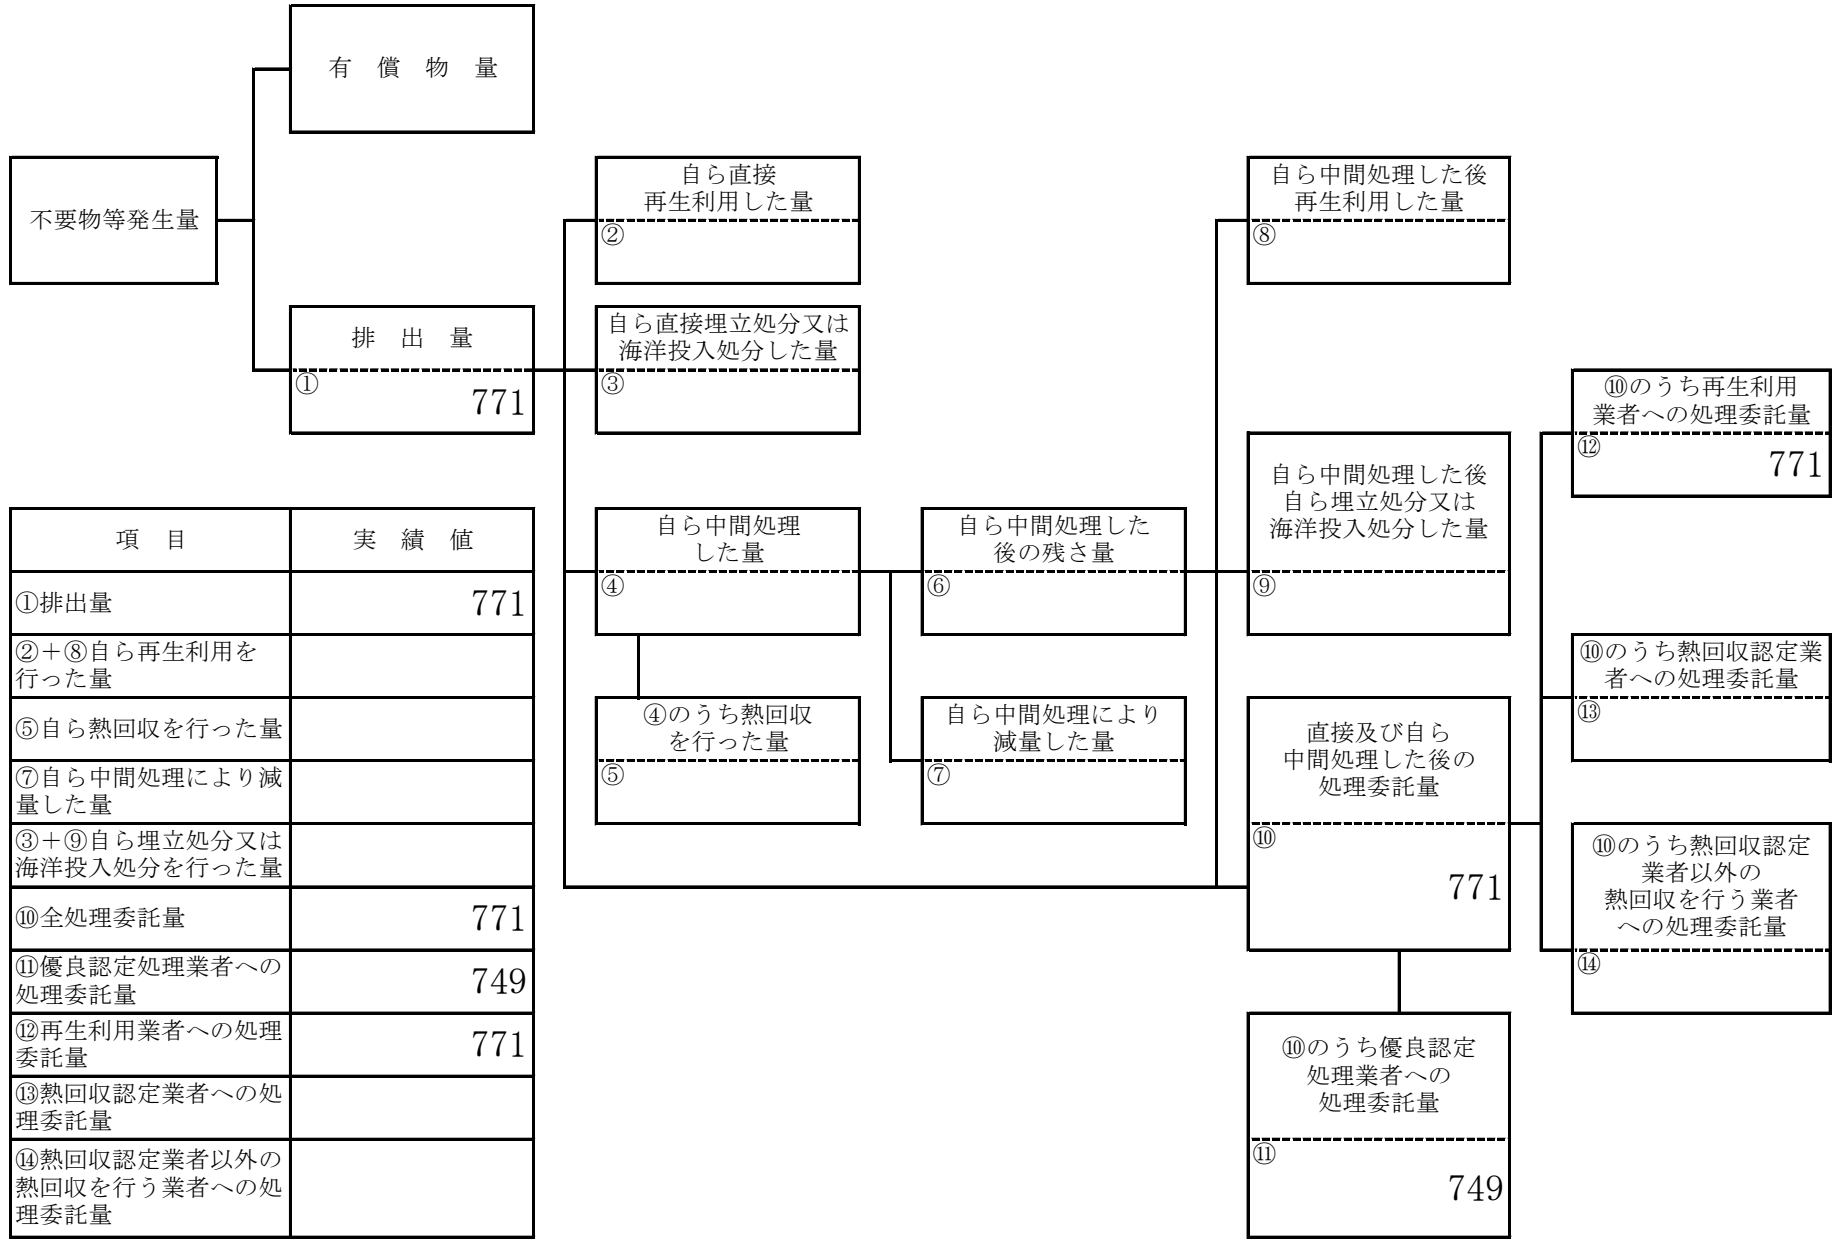 有 償 物 量
不要物等発生量
排 出 量
①
771
自ら直接
再生利用した量
②
自ら直接埋立処分又は
海洋投入処分した量
③
自ら中間処理
した量
④
④のうち熱回収
を行った量
⑤
自ら中間処理した
後の残さ量
⑥
自ら中間処理により
減量した量
⑦
自ら中間処理した後
再生利用した量
⑧
自ら中間処理した後
自ら埋立処分又は
海洋投入処分した量
⑨
直接及び自ら
中間処理した後の
処理委託量
⑩
771
⑩のうち優良認定
処理業者への
処理委託量
⑪
749
⑩のうち再生利用
業者への処理委託量
⑫
771
⑩のうち熱回収認定業
者への処理委託量
⑬
⑩のうち熱回収認定
業者以外の
熱回収を行う業者
への処理委託量
⑭
項 目 実 績 値
①排出量 771
②+⑧自ら再生利用を
行った量
⑤自ら熱回収を行った量
⑦自ら中間処理により減
量した量
③+⑨自ら埋立処分又は
海洋投入処分を行った量
⑩全処理委託量 771
⑪優良認定処理業者への
処理委託量 749
⑫再生利用業者への処理
委託量 771
⑬熱回収認定業者への処
理委託量
⑭熱回収認定業者以外の
熱回収を行う業者への処
理委託量